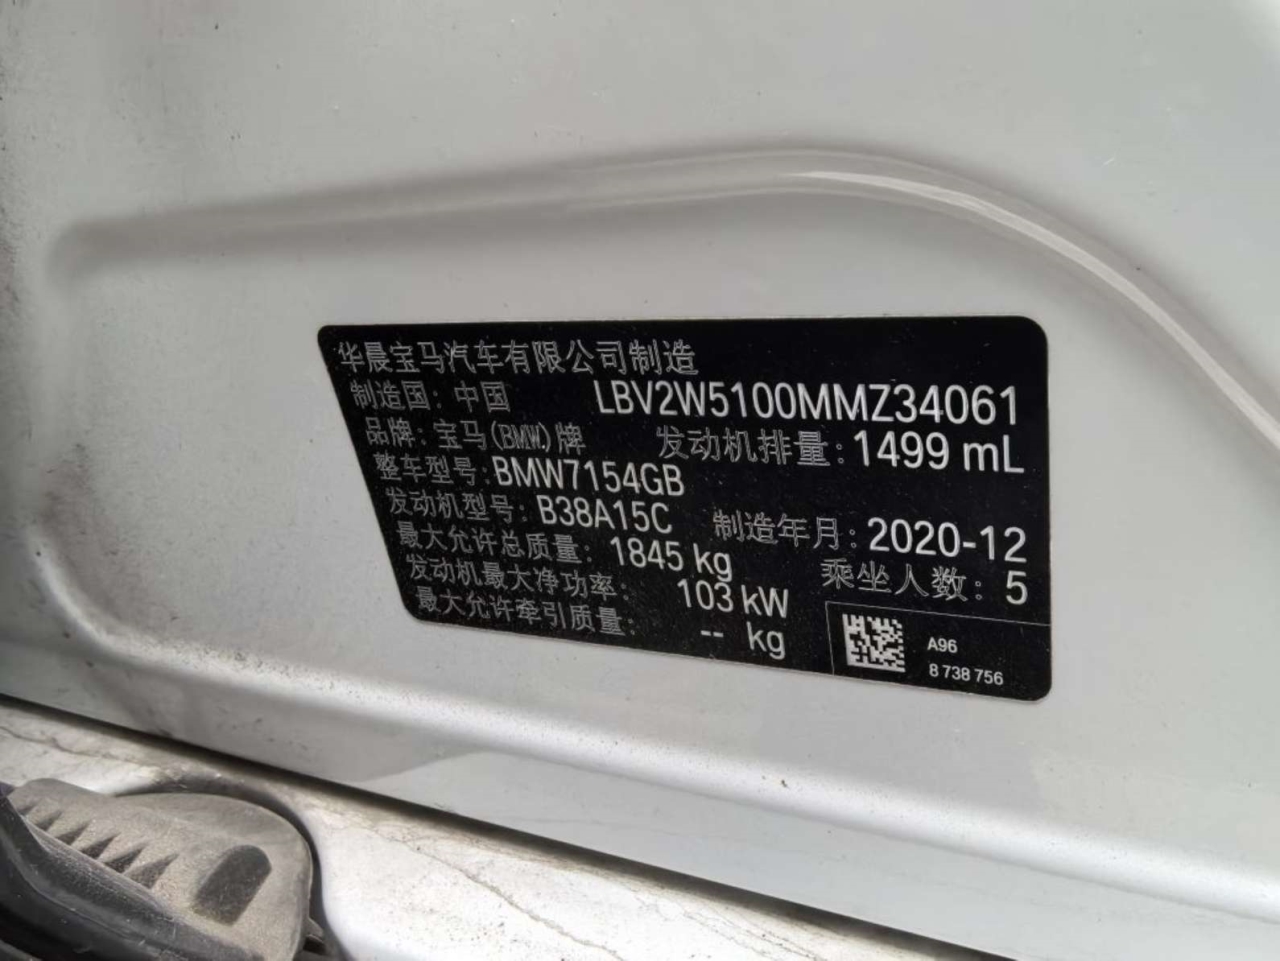 华晨宝马汽车有限公司制造
制造国：中国 LBV2W5100MMZ34061
品牌：宝马(BMW)牌 发动机排量：1499 mL
整车型号：BMW7154GB
发动机型号：B38A15C 制造年月：2020-12
最大允许总质量：1845 kg 乘坐人数：5
发动机最大净功率：103 kW
最大允许牵引质量：-- kg
A96
8 738 756